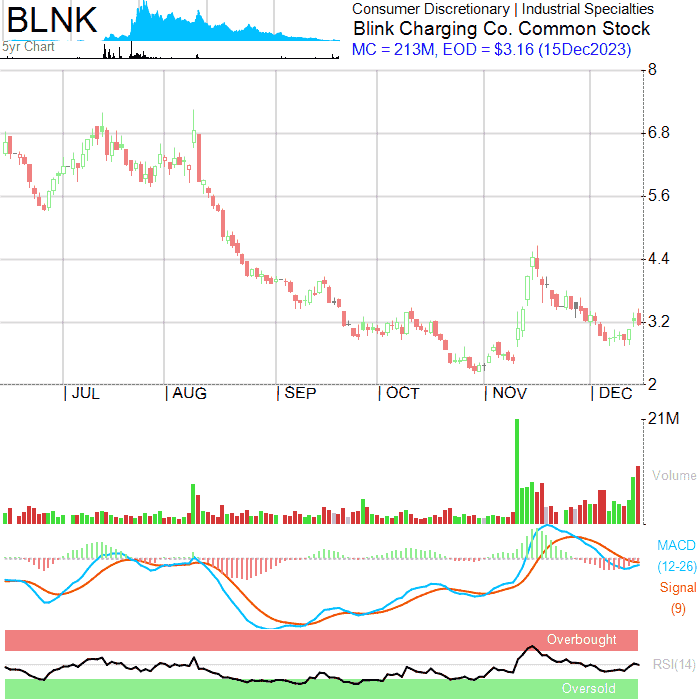 BLNK
5yr Chart
Consumer Discretionary | Industrial Specialties
Blink Charging Co. Common Stock
MC = 213M, EOD = $3.16 (15Dec2023)
8
6.8
5.6
4.4
3.2
2
| JUL | AUG | SEP | OCT | NOV | DEC
21M
Volume
MACD
(12-26)
Signal
(9)
Overbought
RSI(14)
Oversold